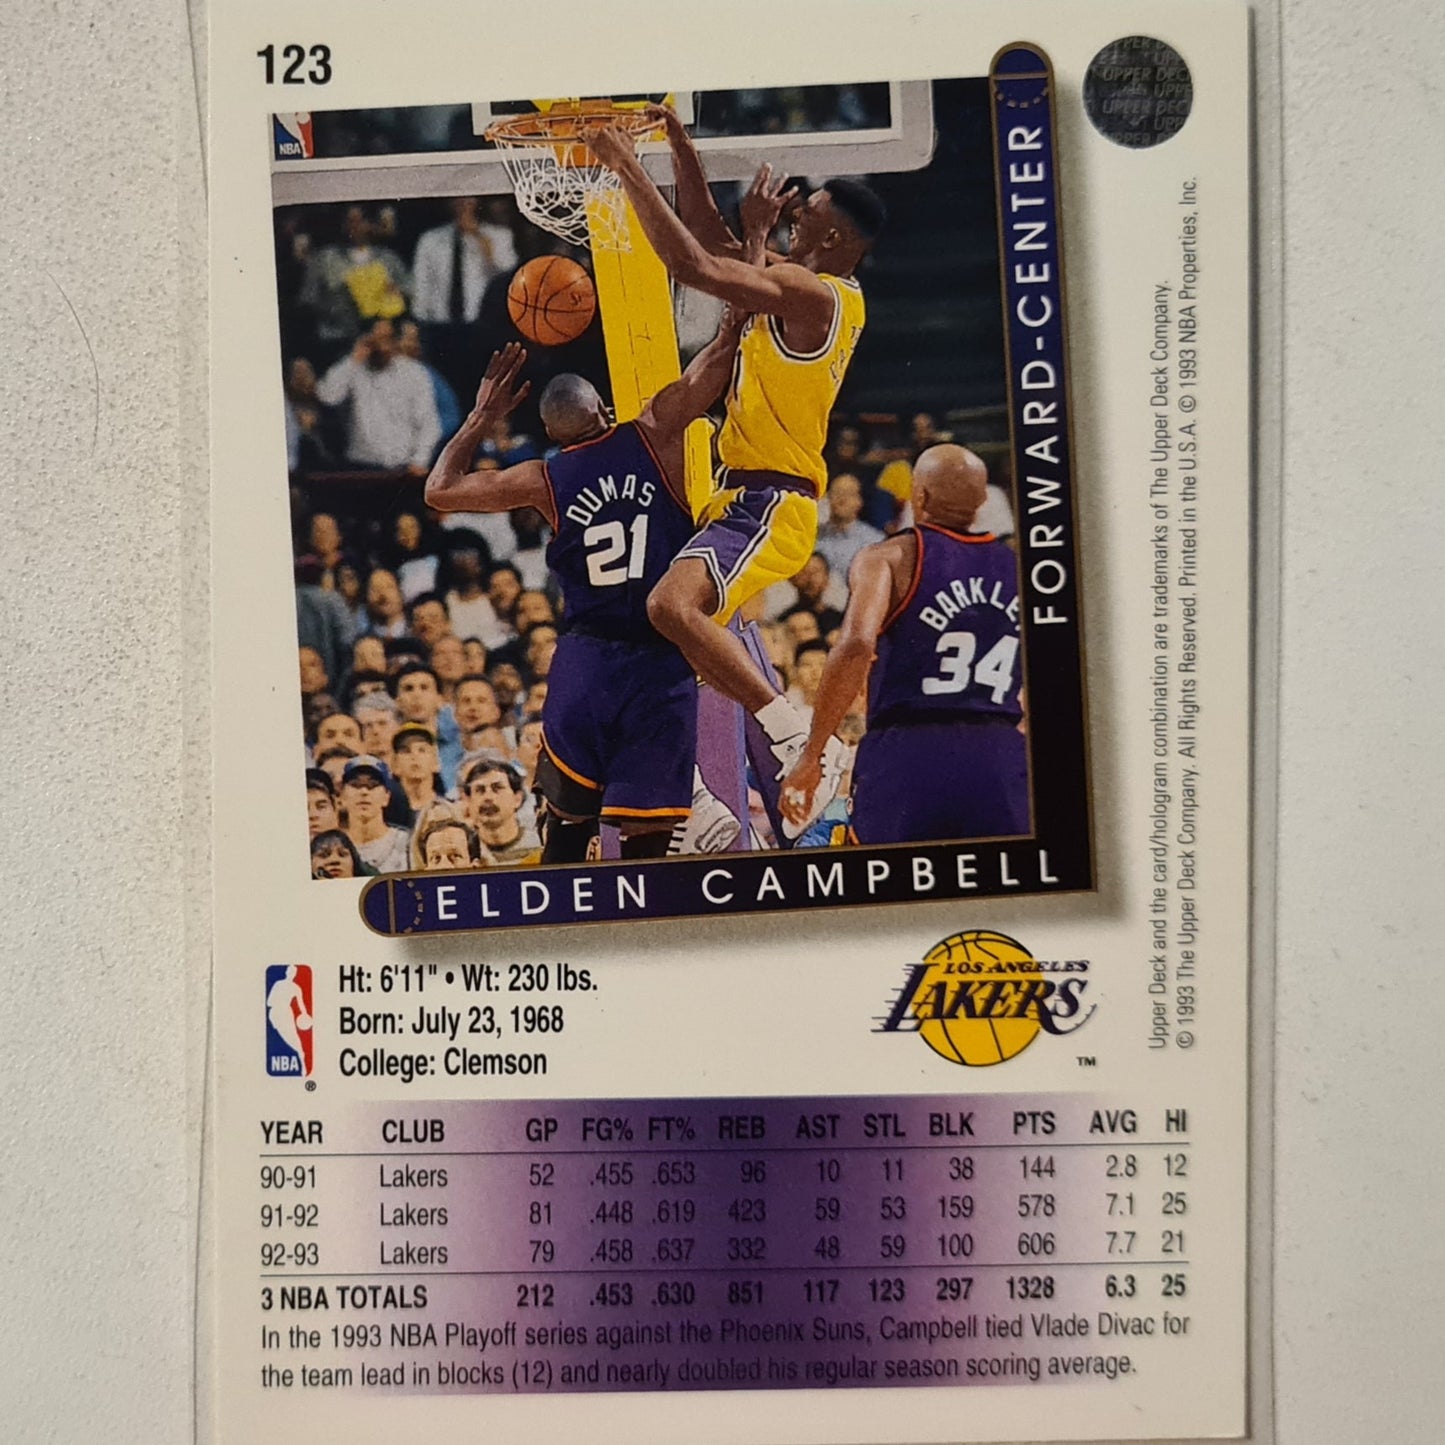 123
NBA
FORWARD-CENTER
DUMAS
21
34
ELDEN CAMPBELL
Ht: 6'11" • Wt: 230 lbs.
Born: July 23, 1968
College: Clemson
NBA
®
LOS ANGELES
LAKERS
TM
YEAR CLUB GP FG% FT% REB AST STL BLK PTS AVG HI
90-91 Lakers 52 .455 .653 96 10 11 38 144 2.8 12
91-92 Lakers 81 .448 .619 423 59 53 159 578 7.1 25
92-93 Lakers 79 .458 .637 332 48 59 100 606 7.7 21
3 NBA TOTALS 212 .453 .630 851 117 123 297 1328 6.3 25
In the 1993 NBA Playoff series against the Phoenix Suns, Campbell tied Vlade Divac for
the team lead in blocks (12) and nearly doubled his regular season scoring average.
UPPER DECK
Upper Deck and the card/hologram combination are trademarks of The Upper Deck Company.
© 1993 The Upper Deck Company. All Rights Reserved. Printed in the U.S.A. © 1993 NBA Properties, Inc.